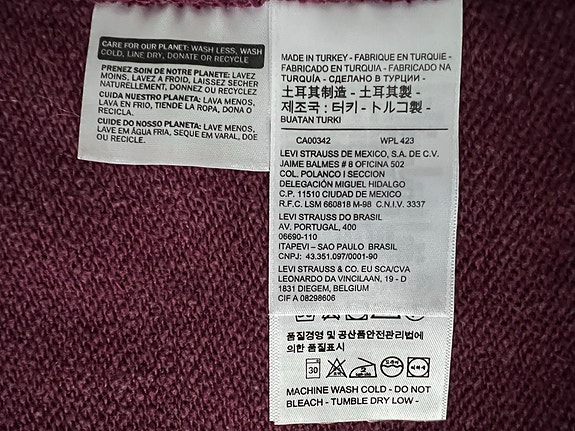 CARE FOR OUR PLANET: WASH LESS, WASH
COLD, LINE DRY, DONATE OR RECYCLE
PRENEZ SOIN DE NOTRE PLANETE: LAVEZ
MOINS, LAVEZ A FROID, LAISSEZ SECHER
NATURELLEMENT, DONNEZ OU RECYCLEZ
CUIDA NUESTRO PLANETA: LAVA MENOS,
LAVA EN FRIO, TIENDE LA ROPA, DONA O
RECICLA.
CUIDE DO NOSSO PLANETA: LAVE MENOS,
LAVE EM ÁGUA FRIA, SEQUE EM VARAL, DOE
OU RECICLE.
MADE IN TURKEY - FABRIQUE EN TURQUIE -
FABRICADO EN TURQUIA - FABRICADO NA
TURQUÍA - СДЕЛАНО В ТУРЦИИ -
土耳其制造 - 土耳其製 -
제조국 : 터키 - トルコ製 -
BUATAN TURKI
CA00342 WPL 423
LEVI STRAUSS DE MEXICO, S.A. DE C.V.
JAIME BALMES # 8 OFICINA 502
COL. POLANCO I SECCION
DELEGACIÓN MIGUEL HIDALGO
C.P. 11510 CIUDAD DE MEXICO
R.F.C. LSM 660818 M-98 C.N.I.V. 3337
LEVI STRAUSS DO BRASIL
AV. PORTUGAL, 400
06690-110
ITAPEVI – SAO PAULO BRASIL
CNPJ: 43.351.097/0001-90
LEVI STRAUSS & CO. EU SCA/CVA
LEONARDO DA VINCILAAN, 19 - D
1831 DIEGEM, BELGIUM
CIF A 08298606
품질경영 및 공산품안전관리법에
의한 품질표시
30
MACHINE WASH COLD - DO NOT
BLEACH - TUMBLE DRY LOW -